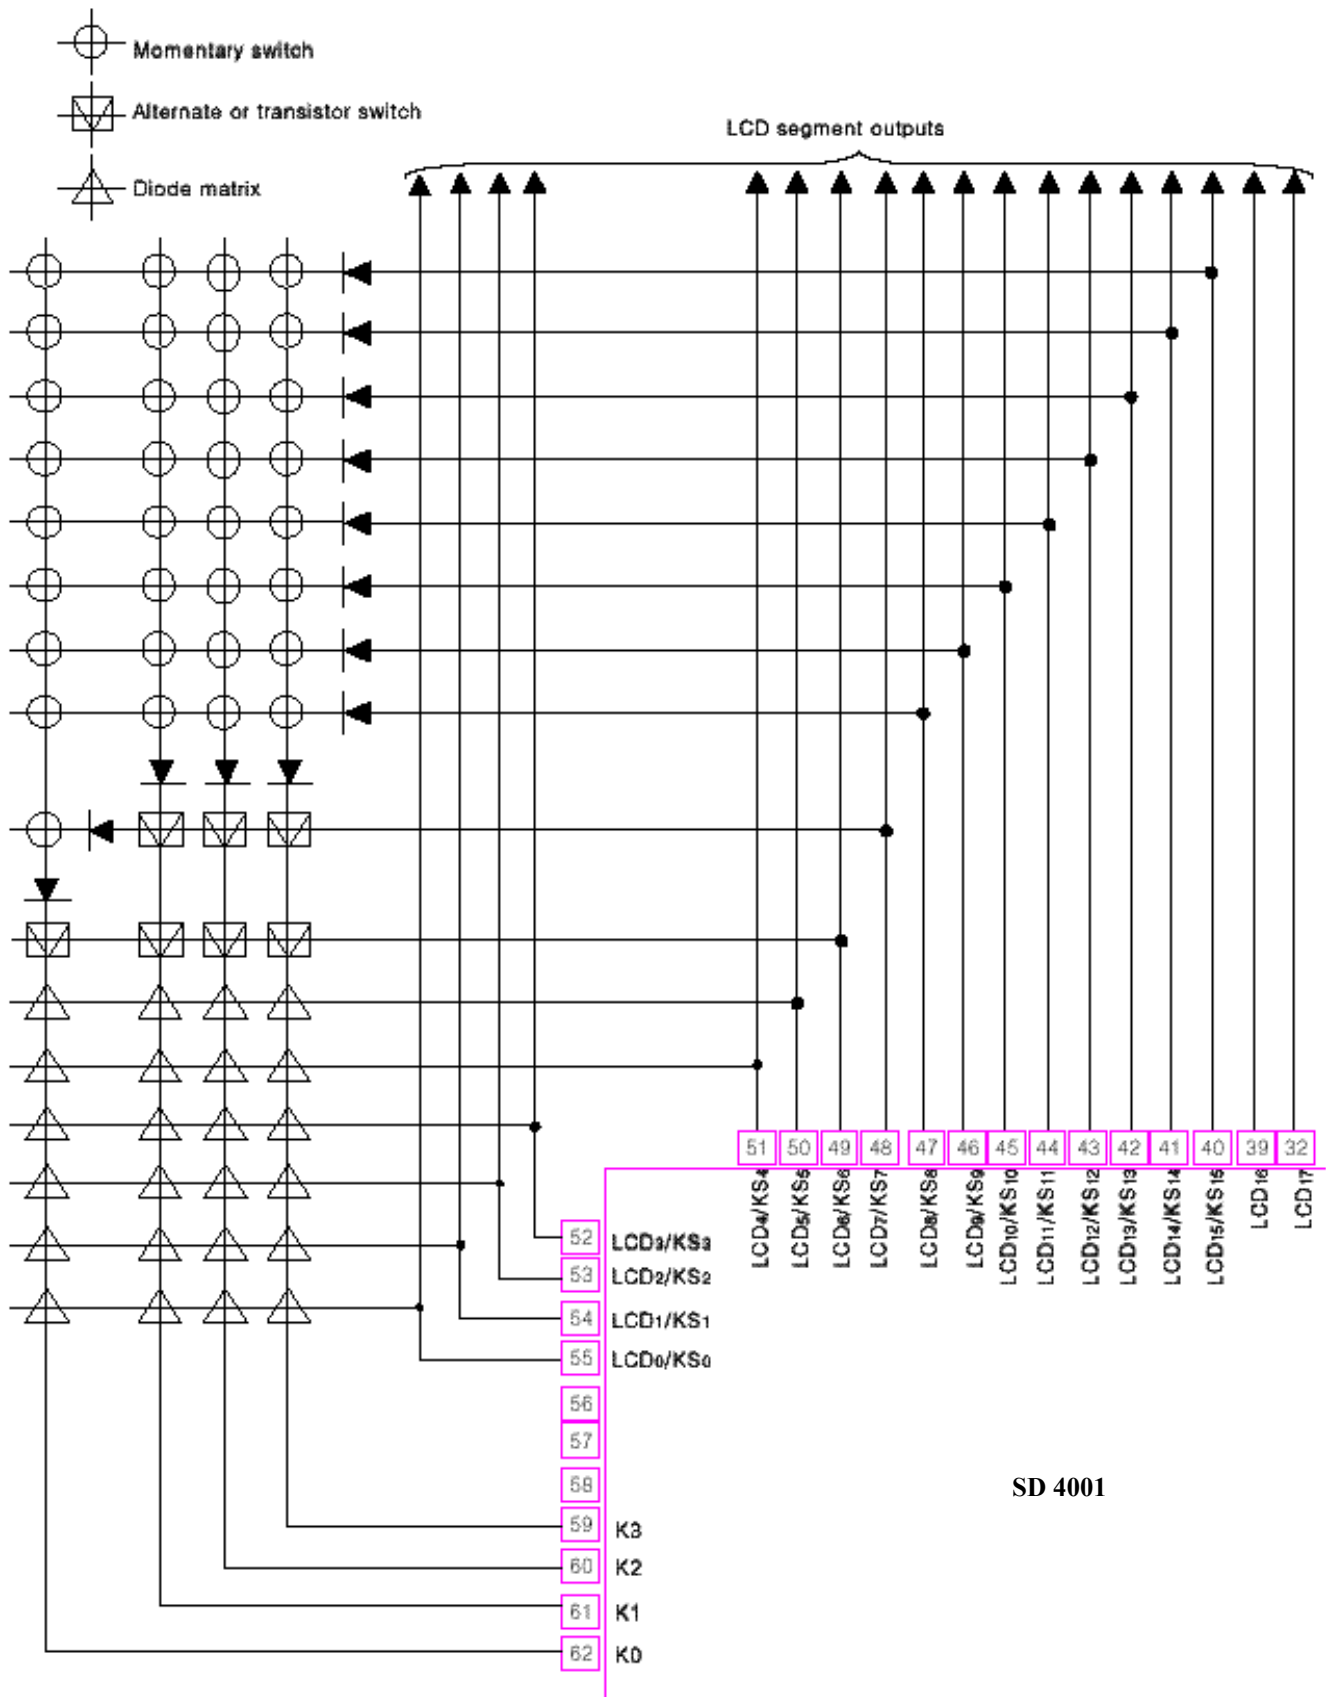 Momentary switch
Alternate or transistor switch
LCD segment outputs
Diode matrix
51 50 49 48 47 46 45 44 43 42 41 40 39 32
LCD4/KS4
LCD5/KS5
LCD6/KS6
LCD7/KS7
LCD8/KS8
LCD9/KS9
LCD10/KS10
LCD11/KS11
LCD12/KS12
LCD13/KS13
LCD14/KS14
LCD15/KS15
LCD16
LCD17
52 LCD3/KS3
53 LCD2/KS2
54 LCD1/KS1
55 LCD0/KS0
56
57
58
SD 4001
59 K3
60 K2
61 K1
62 K0